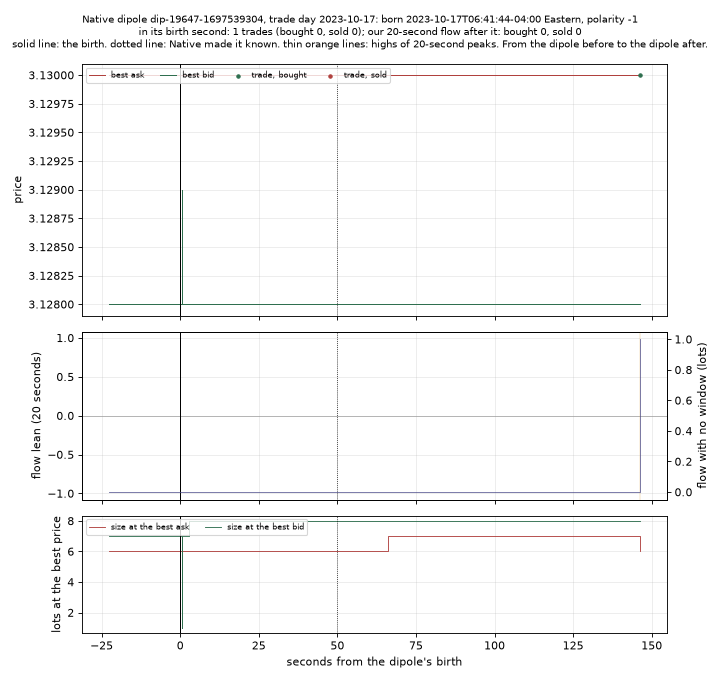 Native dipole dip-19647-1697539304, trade day 2023-10-17: born 2023-10-17T06:41:44-04:00 Eastern, polarity -1
in its birth second: 1 trades (bought 0, sold 0); our 20-second flow after it: bought 0, sold 0
solid line: the birth. dotted line: Native made it known. thin orange lines: highs of 20-second peaks. From the dipole before to the dipole after.
best ask
best bid
trade, bought
trade, sold
price
3.13000
3.12975
3.12950
3.12925
3.12900
3.12875
3.12850
3.12825
3.12800
flow lean (20 seconds)
1.0
0.5
0.0
−0.5
−1.0
flow with no window (lots)
1.0
0.8
0.6
0.4
0.2
0.0
lots at the best price
8
6
4
2
size at the best ask
size at the best bid
−25
0
25
50
75
100
125
150
seconds from the dipole's birth